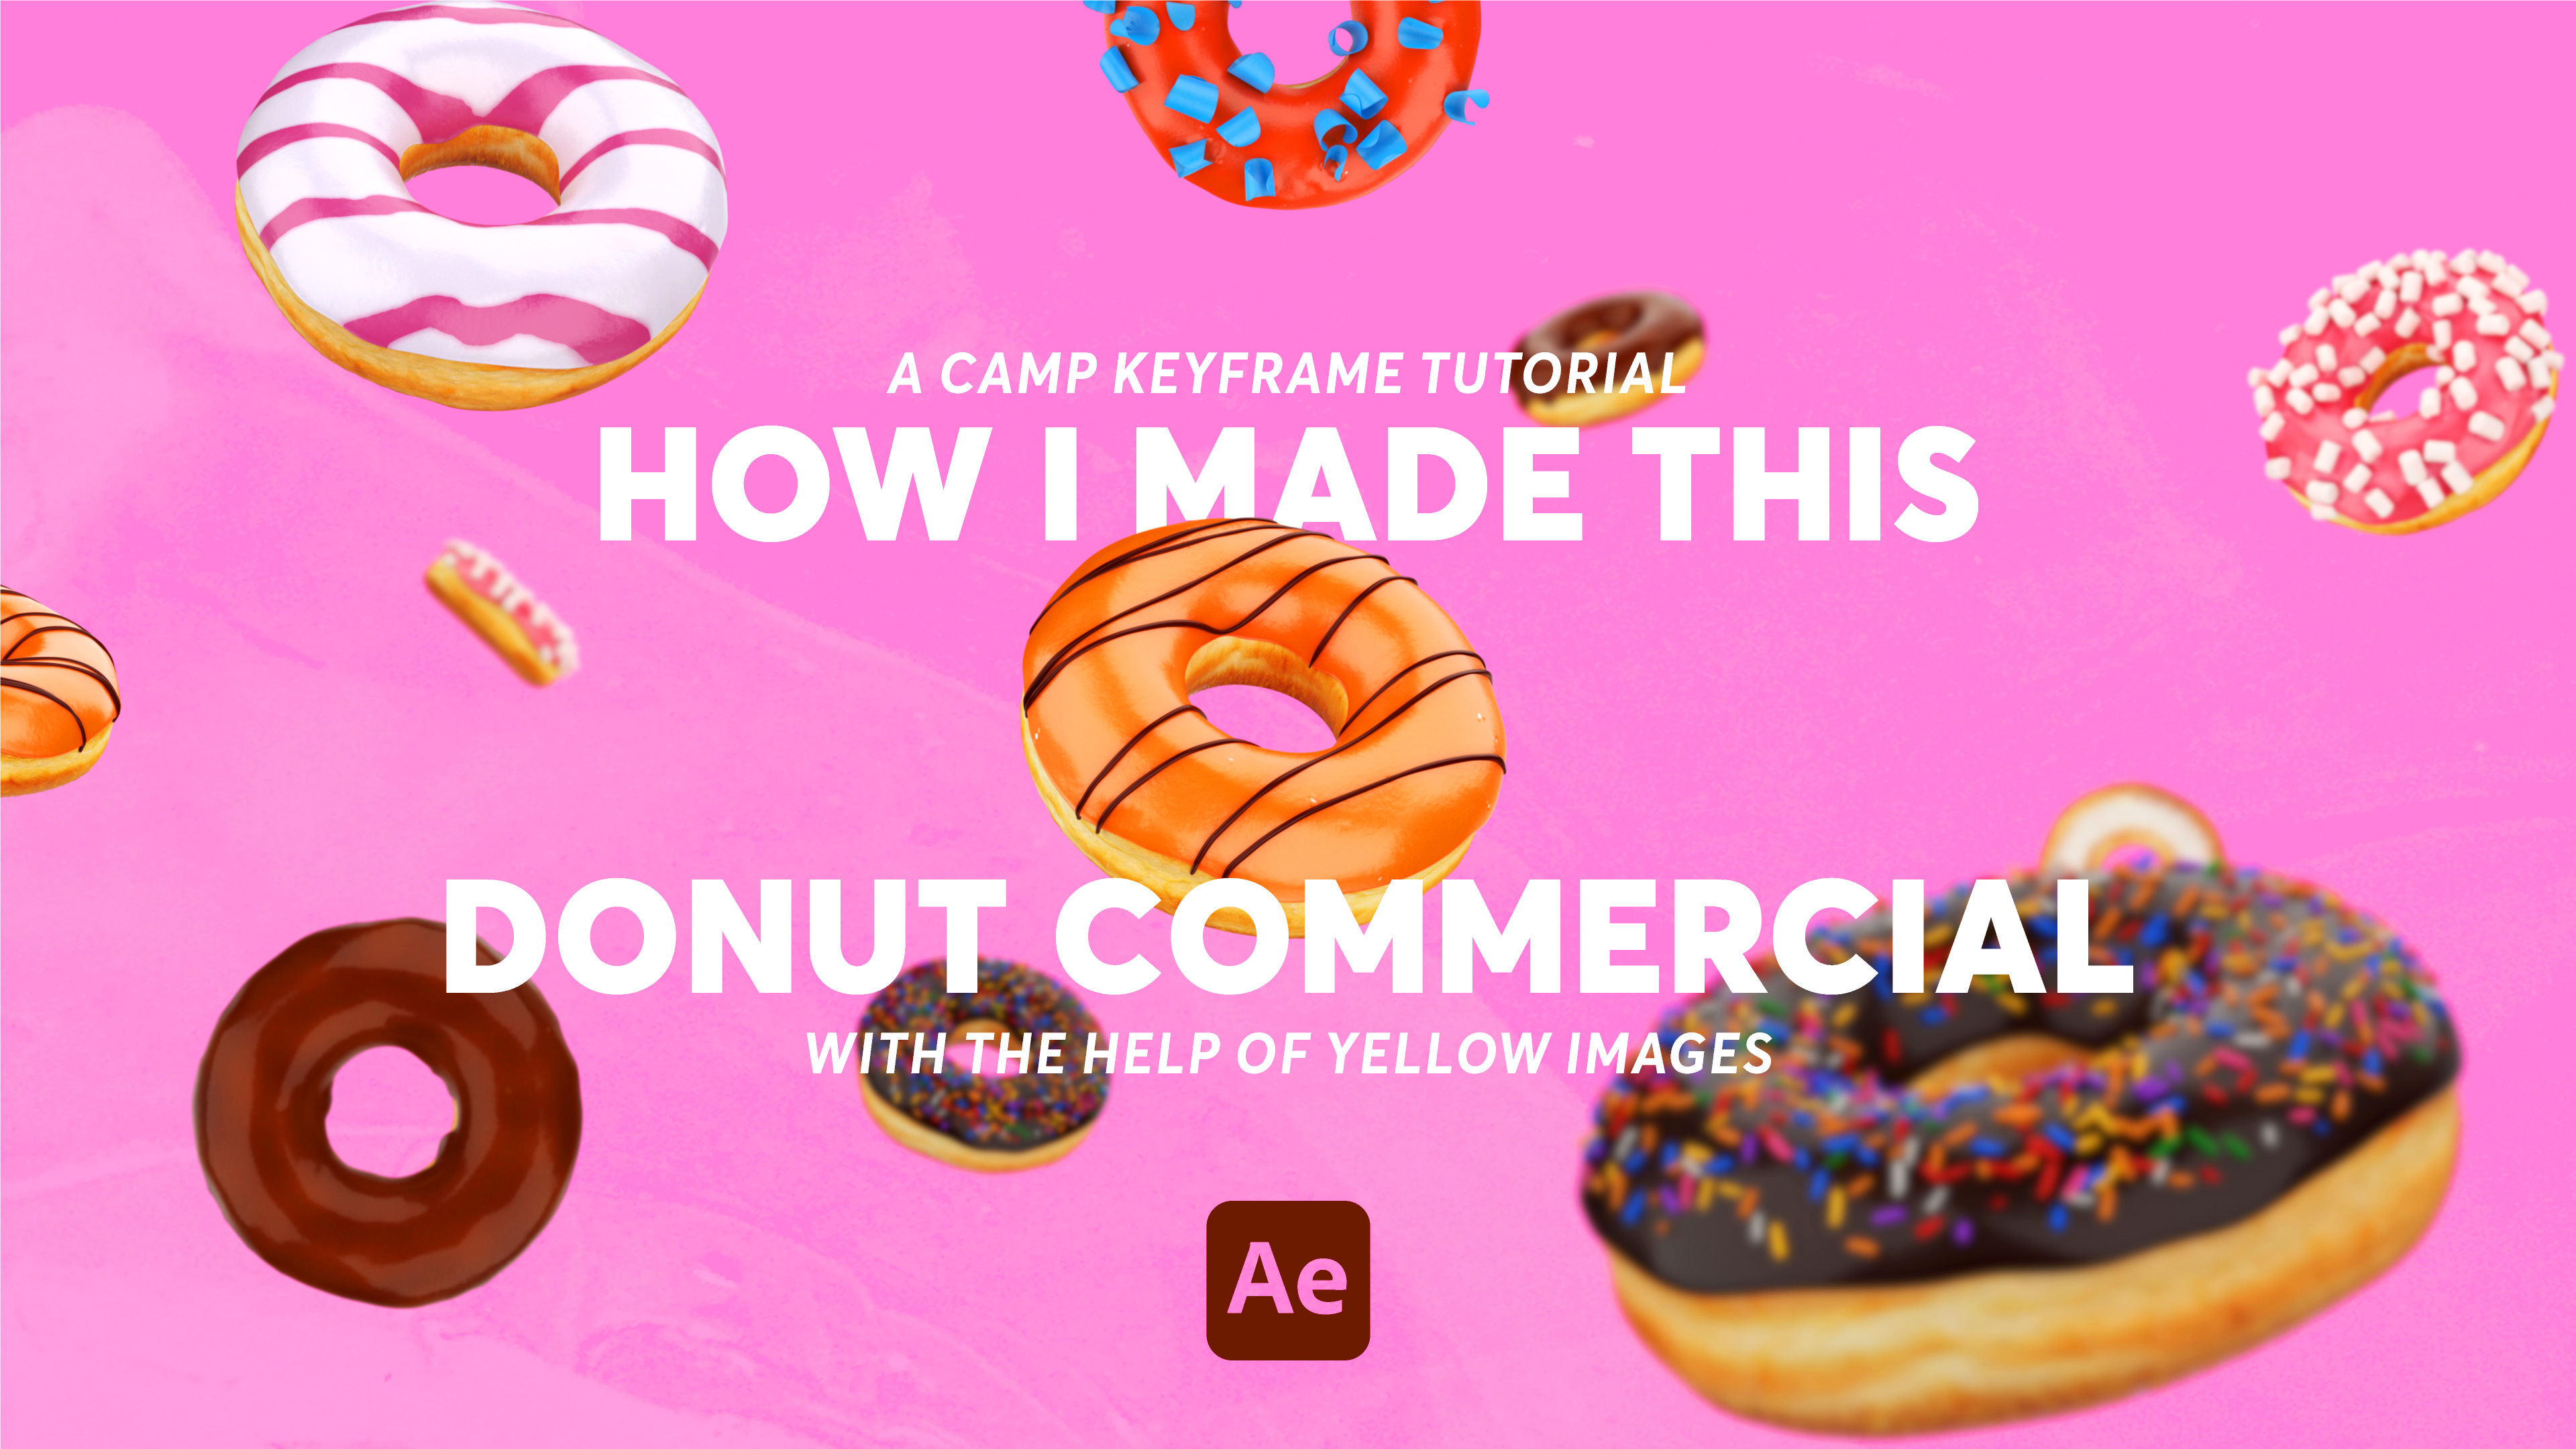 A CAMP KEYFRAME TUTORIAL
HOW I MADE THIS
DONUT COMMERCIAL
WITH THE HELP OF YELLOW IMAGES
Ae